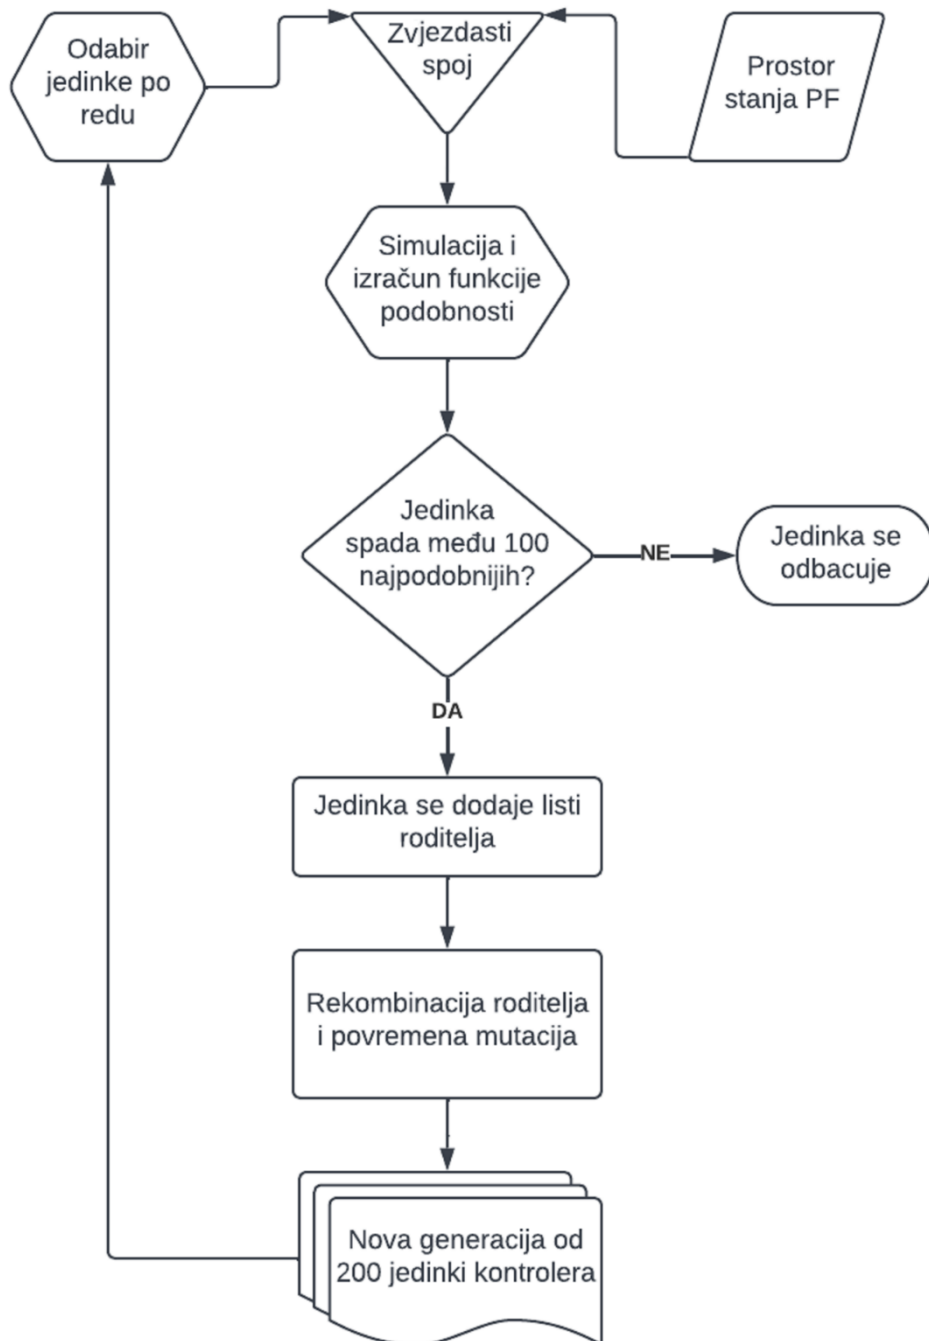 Odabir
jedinke po
redu
Zvjezdasti
spoj
Prostor
stanja PF
Simulacija i
izračun funkcije
podobnosti
Jedinka
spada među 100
najpodobnijih?
NE
Jedinka se
odbacuje
DA
Jedinka se dodaje listi
roditelja
Rekombinacija roditelja
i povremena mutacija
Nova generacija od
200 jedinki kontrolera